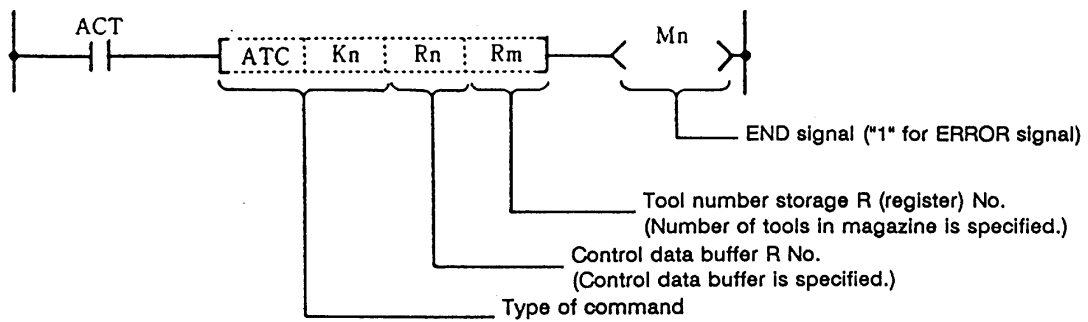 ACT
ATC Kn Rn Rm Mn
END signal ("1" for ERROR signal)
Tool number storage R (register) No.
(Number of tools in magazine is specified.)
Control data buffer R No.
(Control data buffer is specified.)
Type of command